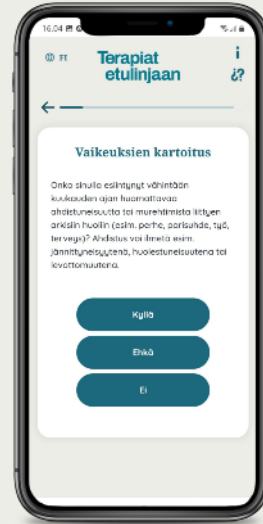 16.04
FI
Terapiat
etulinjaan
i
¿?
Vaikeuksien kartoitus
Onko sinulla esiintynyt vähintään
kuukauden ajan huomattavaa
ahdistuneisuutta tai murehtimista liittyen
arkisiin huoliin (esim. perhe, parisuhde, työ,
terveys)? Ahdistus voi ilmetä esim.
jännittyneisyytenä, huolestuneisuutena tai
levottomuutena.
Kyllä
Ehkä
Ei